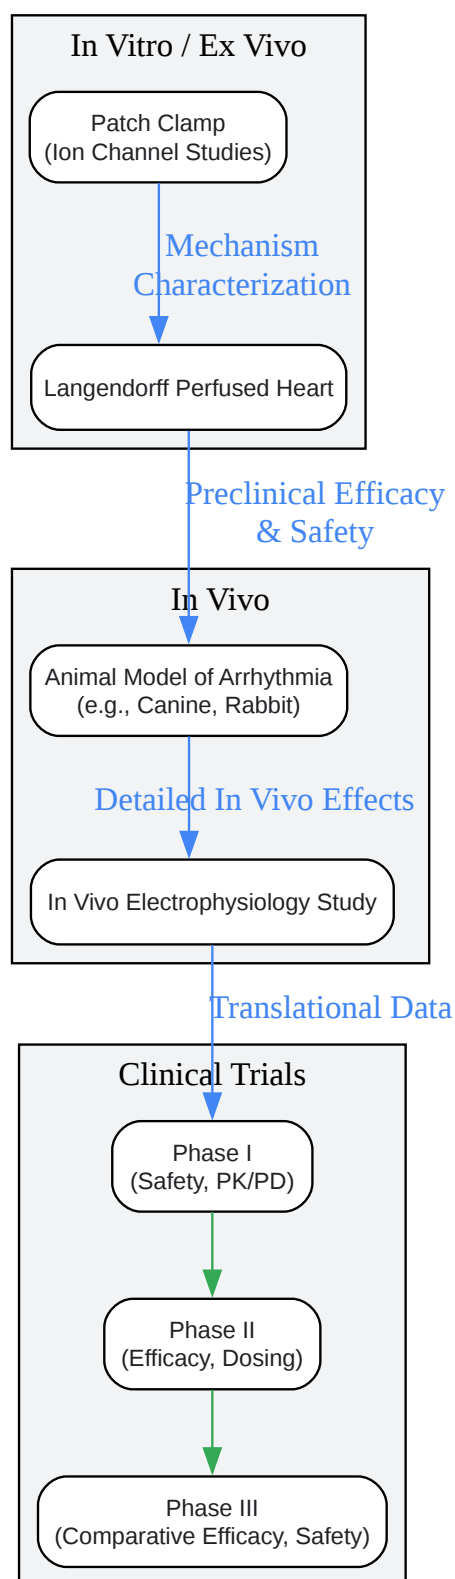 In Vitro / Ex Vivo
Patch Clamp
(Ion Channel Studies)
Mechanism
Characterization
Langendorff Perfused Heart
Preclinical Efficacy
& Safety
In Vivo
Animal Model of Arrhythmia
(e.g., Canine, Rabbit)
Detailed In Vivo Effects
In Vivo Electrophysiology Study
Translational Data
Clinical Trials
Phase I
(Safety, PK/PD)
Phase II
(Efficacy, Dosing)
Phase III
(Comparative Efficacy, Safety)